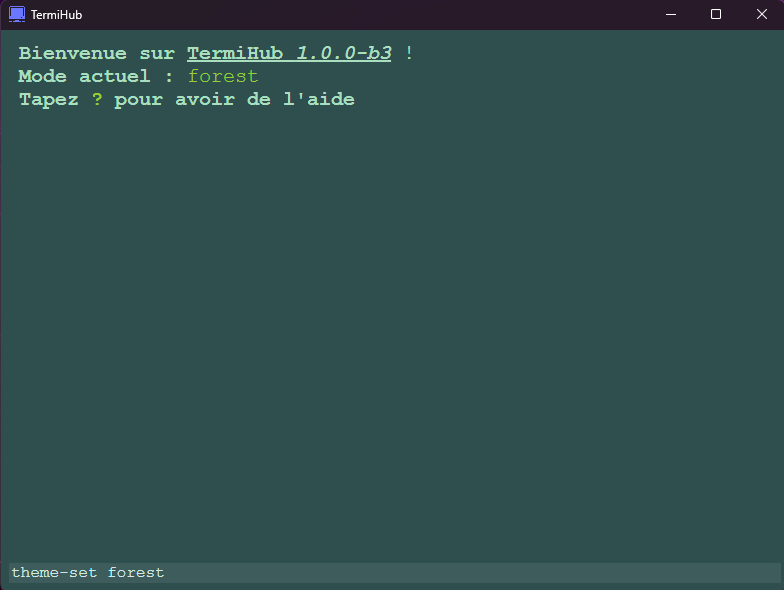 TermiHub
Bienvenue sur TermiHub 1.0.0-b3 !
Mode actuel : forest
Tapez ? pour avoir de l'aide
theme-set forest